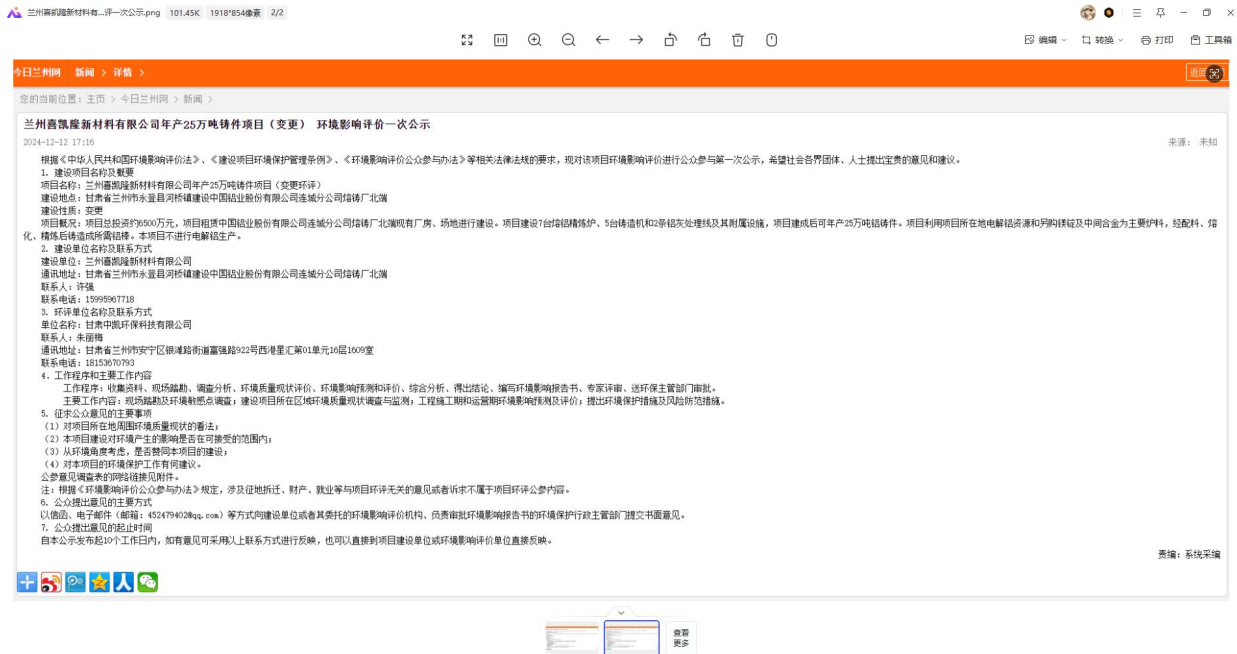 兰州喜凯隆新材料有...评一次公示.png 101.45K 1918*854像素 2/2
编辑 转换 打印 工具箱
今日兰州网 新闻 > 详情 >
您的当前位置：主页 > 今日兰州网 > 新闻 >
兰州喜凯隆新材料有限公司年产25万吨铸件项目（变更） 环境影响评价一次公示
2024-12-12 17:16 来源： 未知
根据《中华人民共和国环境影响评价法》、《建设项目环境保护管理条例》、《环境影响评价公众参与办法》等相关法律法规的要求，现对该项目环境影响评价进行公众参与第一次公示，希望社会各界团体、人士提出宝贵的意见和建议。
1. 建设项目名称及概要
项目名称：兰州喜凯隆新材料有限公司年产25万吨铸件项目（变更环评）
建设地点：甘肃省兰州市永登县河桥镇建设中国铝业股份有限公司连城分公司熔铸厂北端
建设性质：变更
项目概况：项目总投资约6500万元，项目租赁中国铝业股份有限公司连城分公司熔铸厂北端现有厂房、场地进行建设。项目建设7台熔铝精炼炉、5台铸造机和2条铝灰处理线及其附属设施，项目建成后可年产25万吨铝铸件。项目利用项目所在地电解铝资源和另购镁锭及中间合金为主要炉料，经配料、熔
化、精炼后铸造成所需铝棒。本项目不进行电解铝生产。
2. 建设单位名称及联系方式
建设单位：兰州喜凯隆新材料有限公司
通讯地址：甘肃省兰州市永登县河桥镇建设中国铝业股份有限公司连城分公司熔铸厂北端
联系人：许强
联系电话：15995967718
3. 环评单位名称及联系方式
单位名称：甘肃中凯环保科技有限公司
联系人：朱丽梅
通讯地址：甘肃省兰州市安宁区银滩路街道富强路922号西港星汇第01单元16层1609室
联系电话：18153670793
4. 工作程序和主要工作内容
工作程序：收集资料、现场踏勘、调查分析、环境质量现状评价、环境影响预测和评价、综合分析、得出结论、编写环境影响报告书、专家评审、送环保主管部门审批。
主要工作内容：现场踏勘及环境敏感点调查；建设项目所在区域环境质量现状调查与监测；工程施工期和运营期环境影响预测及评价；提出环境保护措施及风险防范措施。
5. 征求公众意见的主要事项
（1）对项目所在地周围环境质量现状的看法；
（2）本项目建设对环境产生的影响是否在可接受的范围内；
（3）从环境角度考虑，是否赞同本项目的建设；
（4）对本项目的环境保护工作有何建议。
公参意见调查表的网络链接见附件。
注：根据《环境影响评价公众参与办法》规定，涉及征地拆迁、财产、就业等与项目环评无关的意见或者诉求不属于项目环评公参内容。
6. 公众提出意见的主要方式
以信函、电子邮件（邮箱：452479402@qq.com）等方式向建设单位或者其委托的环境影响评价机构、负责审批环境影响报告书的环境保护行政主管部门提交书面意见。
7. 公众提出意见的起止时间
自本公示发布起10个工作日内，如有意见可采用以上联系方式进行反映，也可以直接到项目建设单位或环境影响评价单位直接反映。
责编：系统采编
查看
更多